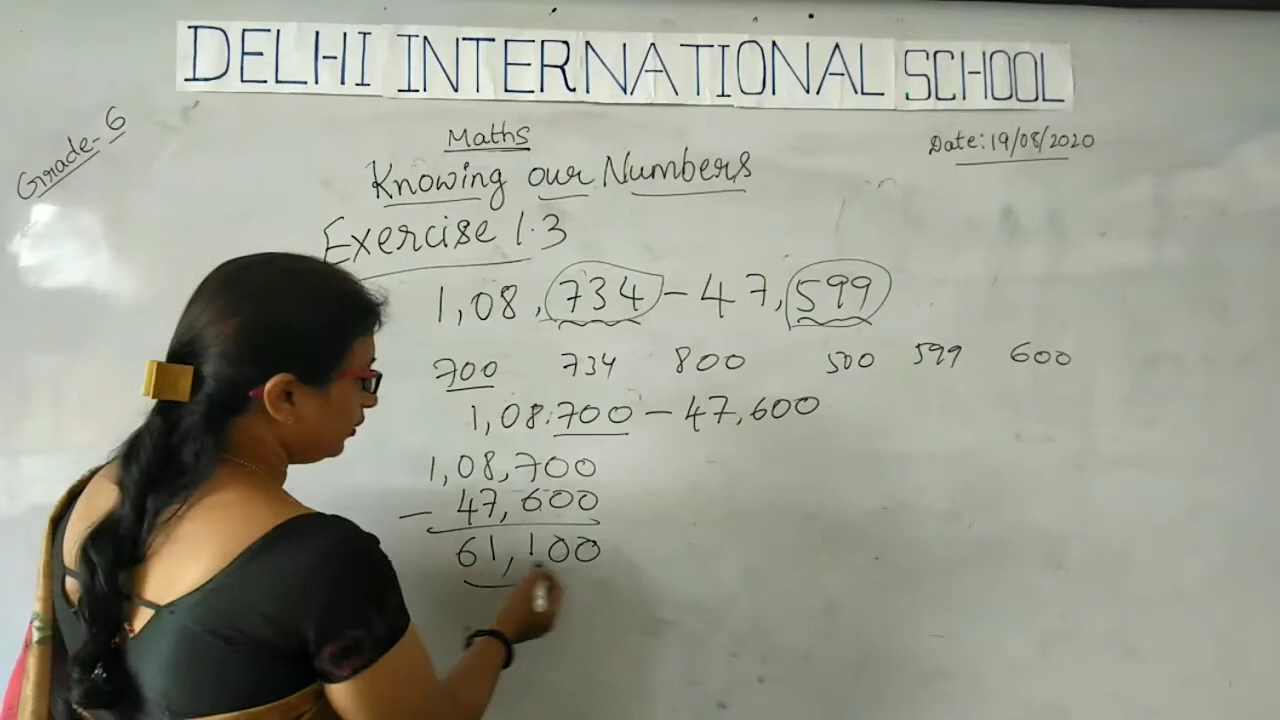 DELHI INTERNATIONAL SCHOOL
Grade-6
Maths
Date: 19/08/2020
Knowing our Numbers
Exercise 1.3
1,08,734 - 47,599
700 734 800 500 599 600
1,08,700 - 47,600
1,08,700
- 47,600
61,100